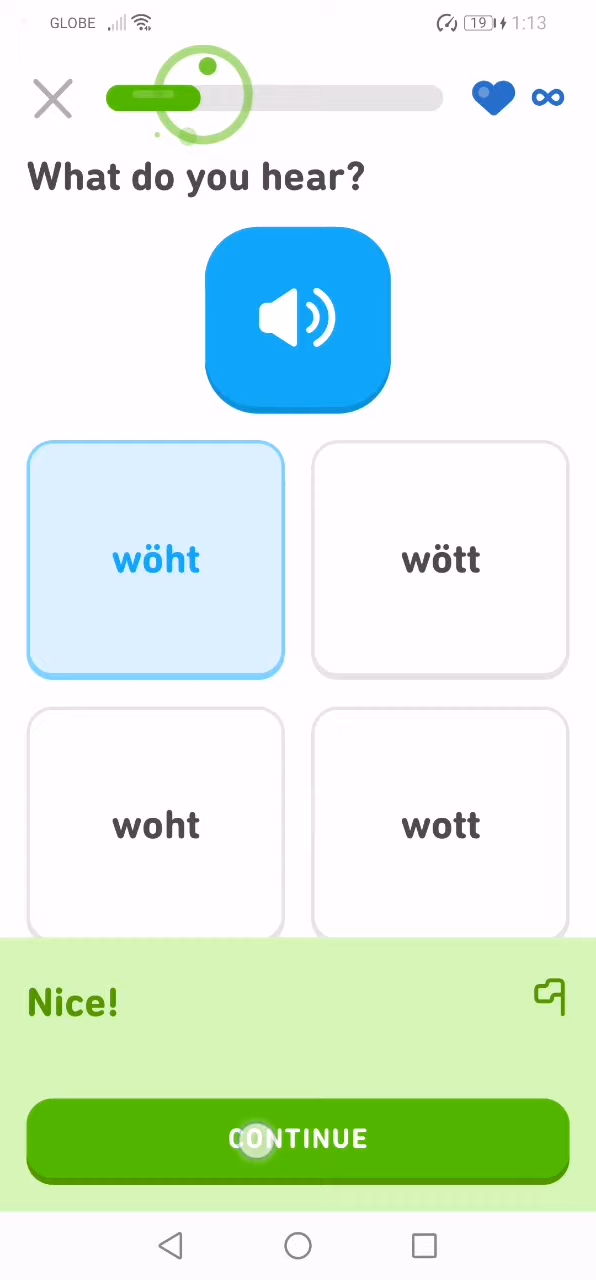 GLOBE 19 1:13
What do you hear?
wöht wött
woht wott
Nice!
CONTINUE